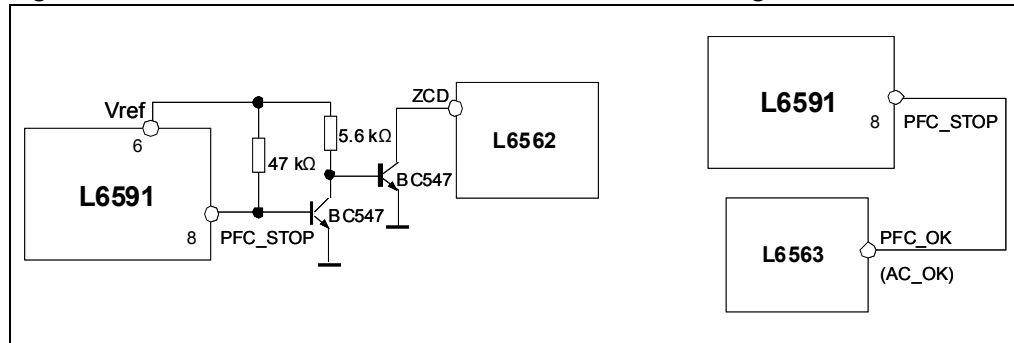 Vref
6
L6591
8
PFC_STOP
47 kΩ
5.6 kΩ
BC547
BC547
ZCD
L6562
L6591
8
PFC_STOP
L6563
PFC_OK
(AC_OK)